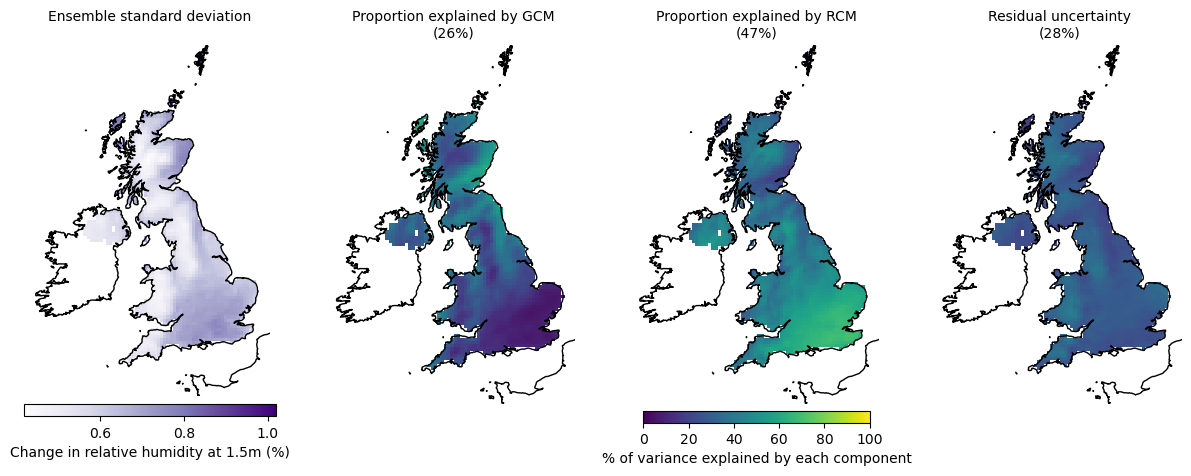 Ensemble standard deviation
Proportion explained by GCM
(26%)
Proportion explained by RCM
(47%)
Residual uncertainty
(28%)
0.6 0.8 1.0
Change in relative humidity at 1.5m (%)
0 20 40 60 80 100
% of variance explained by each component